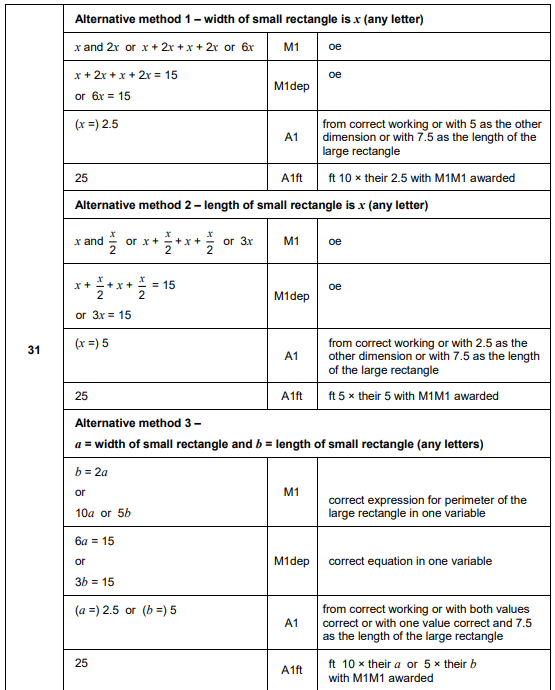 Alternative method 1 – width of small rectangle is x (any letter)
x and 2x or x + 2x + x + 2x or 6x
M1
oe
x + 2x + x + 2x = 15
or 6x = 15
M1dep
oe
(x =) 2.5
A1
from correct working or with 5 as the other
dimension or with 7.5 as the length of the
large rectangle
25
A1ft
ft 10 × their 2.5 with M1M1 awarded
Alternative method 2 – length of small rectangle is x (any letter)
x and x/2 or x + x/2 + x + x/2 or 3x
M1
oe
x + x/2 + x + x/2 = 15
or 3x = 15
M1dep
oe
31
(x =) 5
A1
from correct working or with 2.5 as the
other dimension or with 7.5 as the length
of the large rectangle
25
A1ft
ft 5 × their 5 with M1M1 awarded
Alternative method 3 –
a = width of small rectangle and b = length of small rectangle (any letters)
b = 2a
or
10a or 5b
M1
correct expression for perimeter of the
large rectangle in one variable
6a = 15
or
3b = 15
M1dep
correct equation in one variable
(a =) 2.5 or (b =) 5
A1
from correct working or with both values
correct or with one value correct and 7.5
as the length of the large rectangle
25
A1ft
ft 10 × their a or 5 × their b
with M1M1 awarded